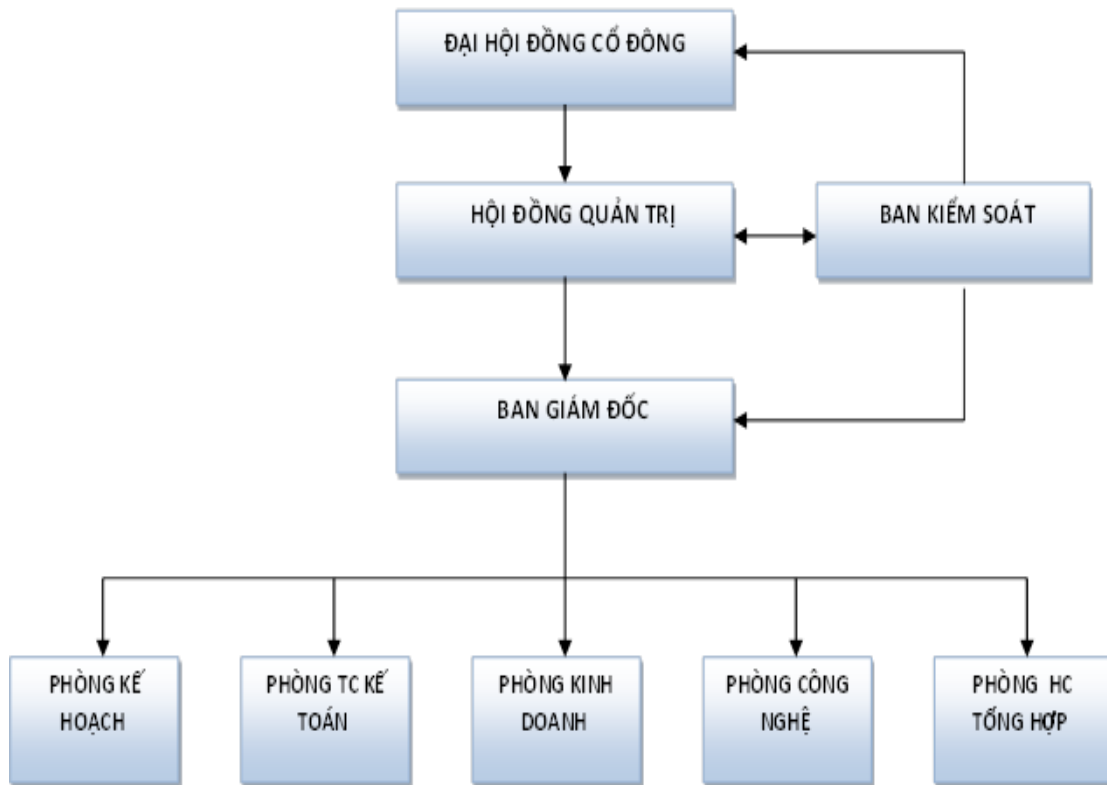 ĐẠI HỘI ĐỒNG CỔ ĐÔNG
HỘI ĐỒNG QUẢN TRỊ
BAN KIỂM SOÁT
BAN GIÁM ĐỐC
PHÒNG KẾ
HOẠCH
PHÒNG TC KẾ
TOÁN
PHÒNG KINH
DOANH
PHÒNG CÔNG
NGHỆ
PHÒNG HC
TỔNG HỢP